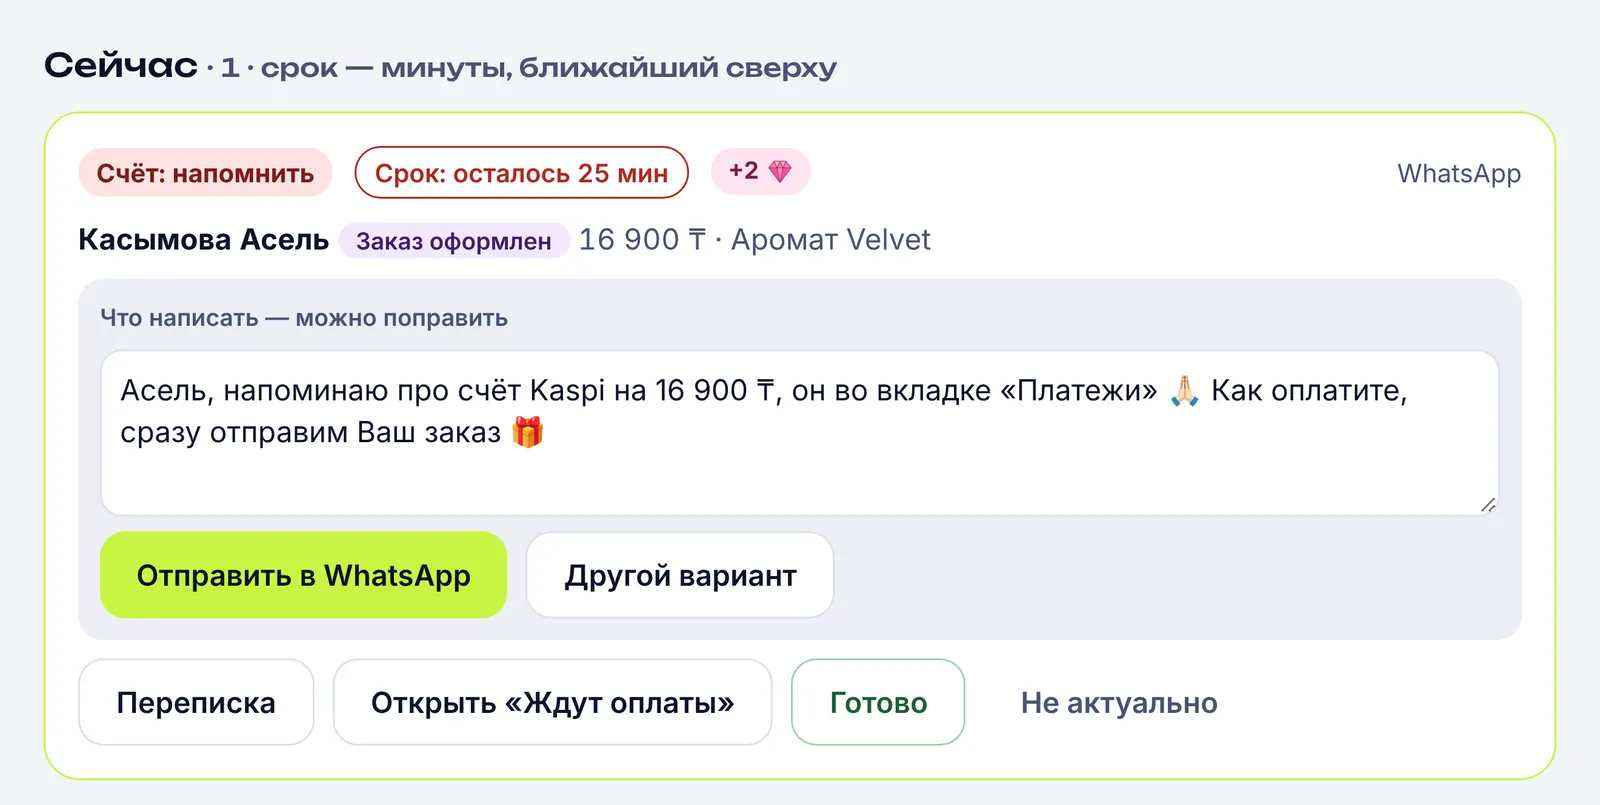 Сейчас · 1 · срок — минуты, ближайший сверху
Счёт: напомнить Срок: осталось 25 мин +2 💎 WhatsApp
Касымова Асель Заказ оформлен 16 900 ₸ · Аромат Velvet
Что написать — можно поправить
Асель, напоминаю про счёт Kaspi на 16 900 ₸, он во вкладке «Платежи» 🙏🏻 Как оплатите,
сразу отправим Ваш заказ 🎁
Отправить в WhatsApp Другой вариант
Переписка Открыть «Ждут оплаты» Готово Не актуально